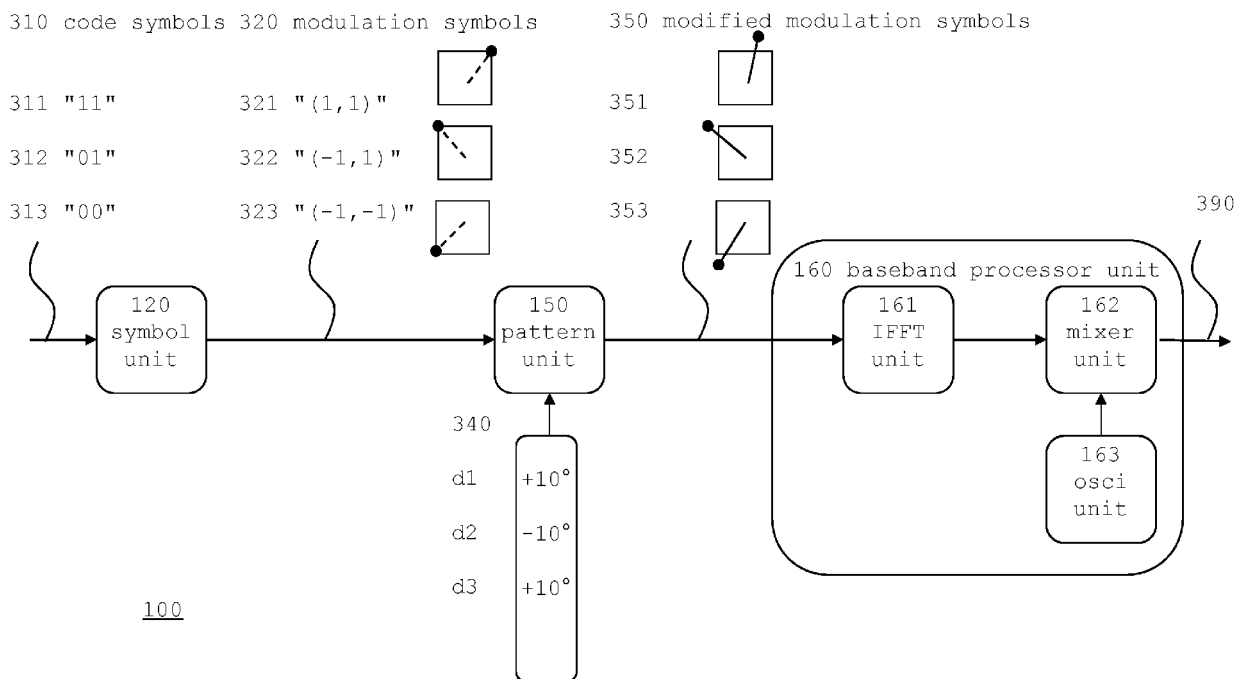 310 code symbols 320 modulation symbols 350 modified modulation symbols
311 "11" 321 "(1,1)" 351
312 "01" 322 "(-1,1)" 352
313 "00" 323 "(-1,-1)" 353 390
160 baseband processor unit
120 symbol unit
150 pattern unit
161 IFFT unit
162 mixer unit
340
163 osci unit
d1 +10°
d2 -10°
d3 +10°
100